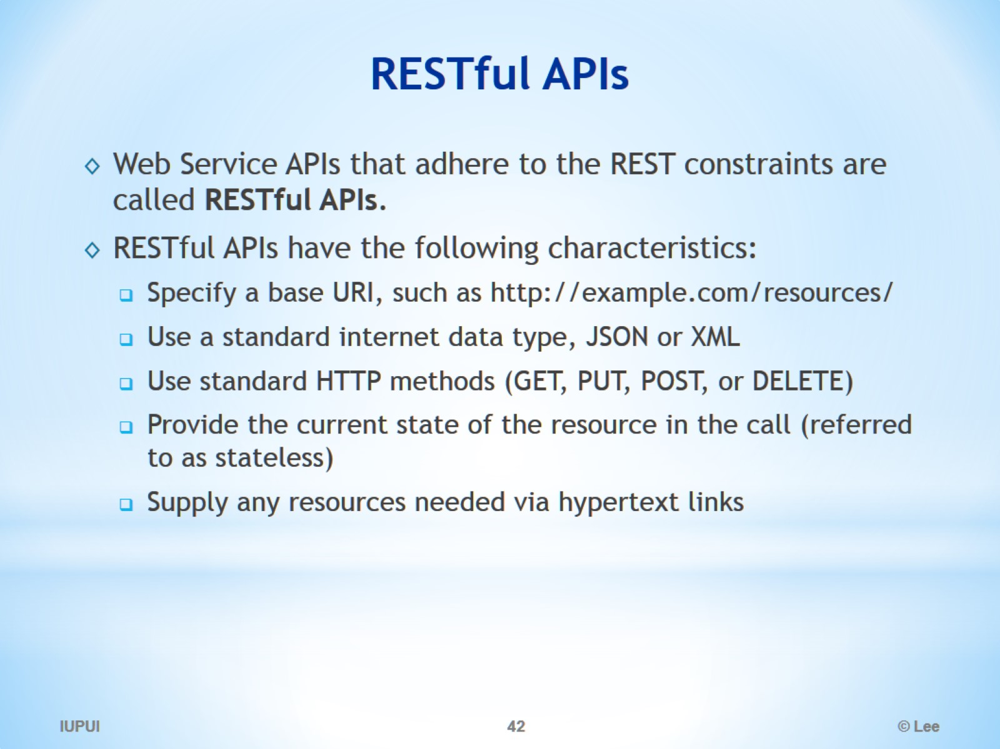 RESTful APIs
Web Service APIs that adhere to the REST constraints are
called RESTful APIs.
RESTful APIs have the following characteristics:
Specify a base URI, such as http://example.com/resources/
Use a standard internet data type, JSON or XML
Use standard HTTP methods (GET, PUT, POST, or DELETE)
Provide the current state of the resource in the call (referred
to as stateless)
Supply any resources needed via hypertext links
IUPUI 42 © Lee